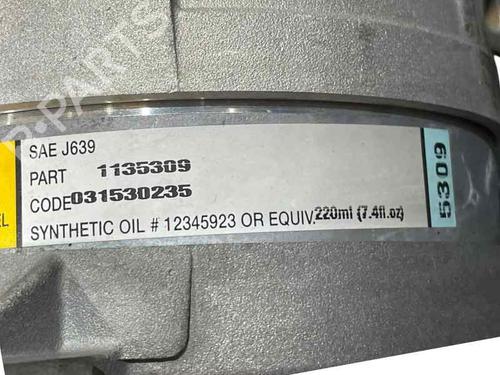 SAE J639
PART 1135309
CODE 031530235
SYNTHETIC OIL # 12345923 OR EQUIV. 220ml (7.4fl.oz)
5309